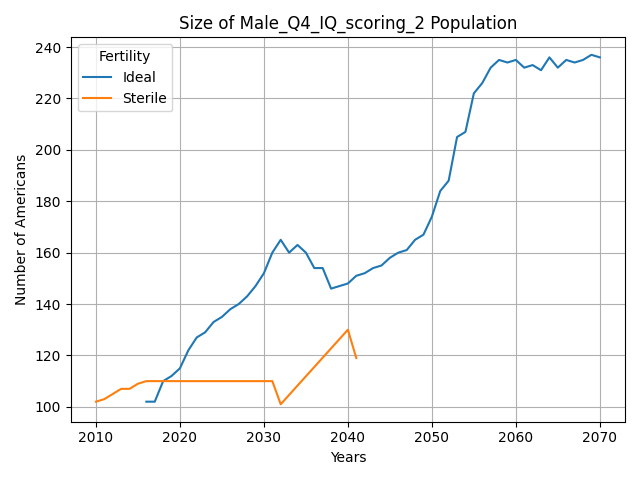 Size of Male_Q4_IQ_scoring_2 Population
Fertility
Ideal
Sterile
Number of Americans
240
220
200
180
160
140
120
100
2010 2020 2030 2040 2050 2060 2070
Years